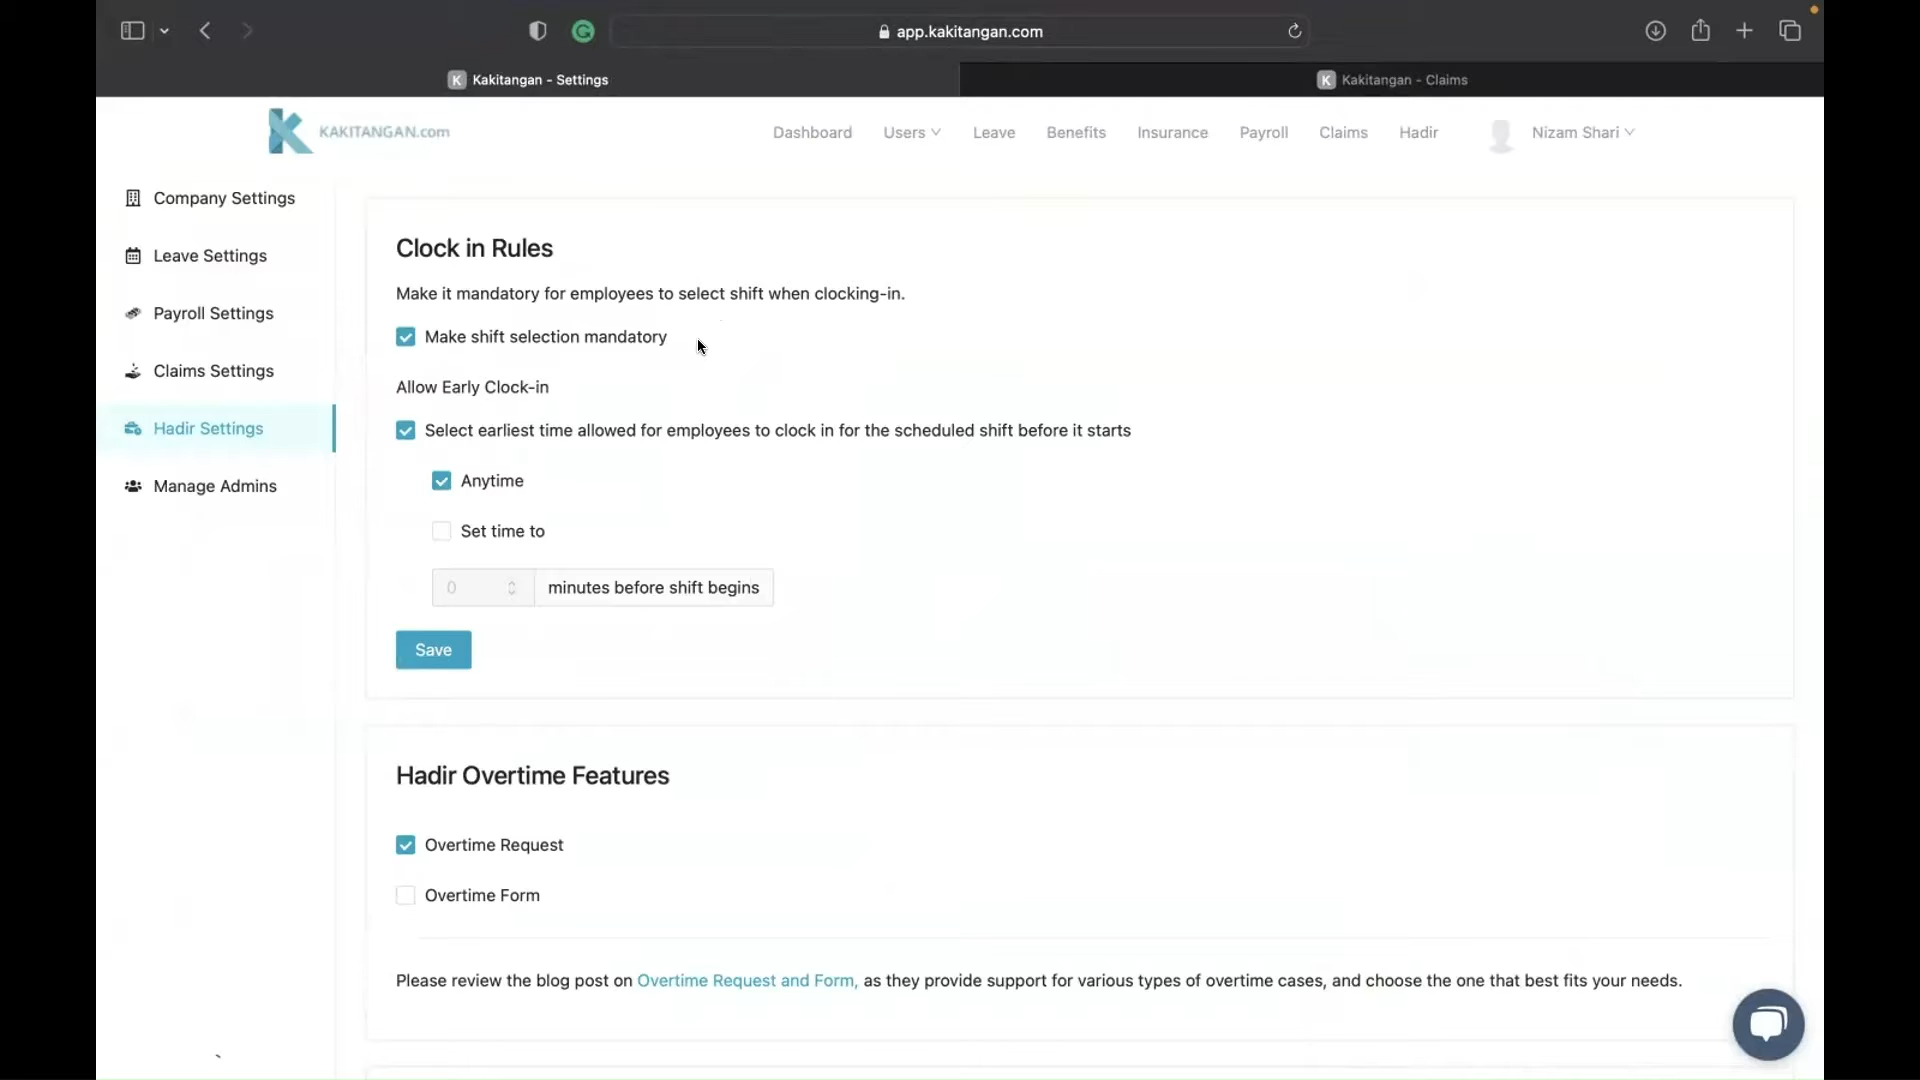 app.kakitangan.com
K Kakitangan - Settings
K Kakitangan - Claims
KAKITANGAN.com
Dashboard
Users
Leave
Benefits
Insurance
Payroll
Claims
Hadir
Nizam Shari
Company Settings
Leave Settings
Payroll Settings
Claims Settings
Hadir Settings
Manage Admins
Clock in Rules
Make it mandatory for employees to select shift when clocking-in.
Make shift selection mandatory
Allow Early Clock-in
Select earliest time allowed for employees to clock in for the scheduled shift before it starts
Anytime
Set time to
0 minutes before shift begins
Save
Hadir Overtime Features
Overtime Request
Overtime Form
Please review the blog post on Overtime Request and Form, as they provide support for various types of overtime cases, and choose the one that best fits your needs.